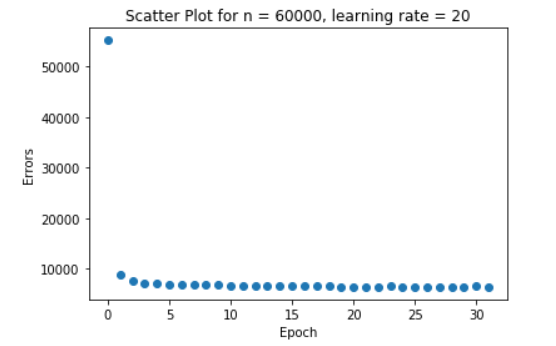 Scatter Plot for n = 60000, learning rate = 20
50000
40000
30000
20000
10000
Errors
0 5 10 15 20 25 30
Epoch